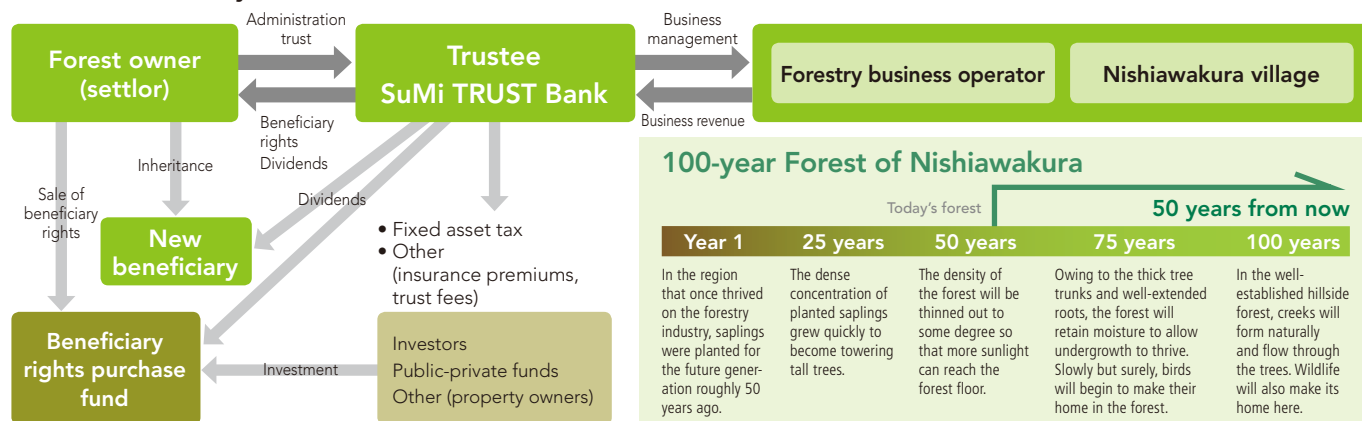 Forest owner
(settlor)
Administration
trust
Trustee
SuMi TRUST Bank
Business
management
Forestry business operator
Nishiawakura village
Beneficiary
rights
Dividends
Business revenue
Inheritance
Sale of
beneficiary
rights
Dividends
New
beneficiary
• Fixed asset tax
• Other
(insurance premiums,
trust fees)
Beneficiary
rights purchase
fund
Investment
Investors
Public-private funds
Other (property owners)
100-year Forest of Nishiawakura
Today's forest
50 years from now
Year 1
In the region
that once thrived
on the forestry
industry, saplings
were planted for
the future gener-
ation roughly 50
years ago.
25 years
The dense
concentration of
planted saplings
grew quickly to
become towering
tall trees.
50 years
The density of
the forest will be
thinned out to
some degree so
that more sunlight
can reach the
forest floor.
75 years
Owing to the thick tree
trunks and well-extended
roots, the forest will
retain moisture to allow
undergrowth to thrive.
Slowly but surely, birds
will begin to make their
home in the forest.
100 years
In the well-
established hillside
forest, creeks will
form naturally
and flow through
the trees. Wildlife
will also make its
home here.